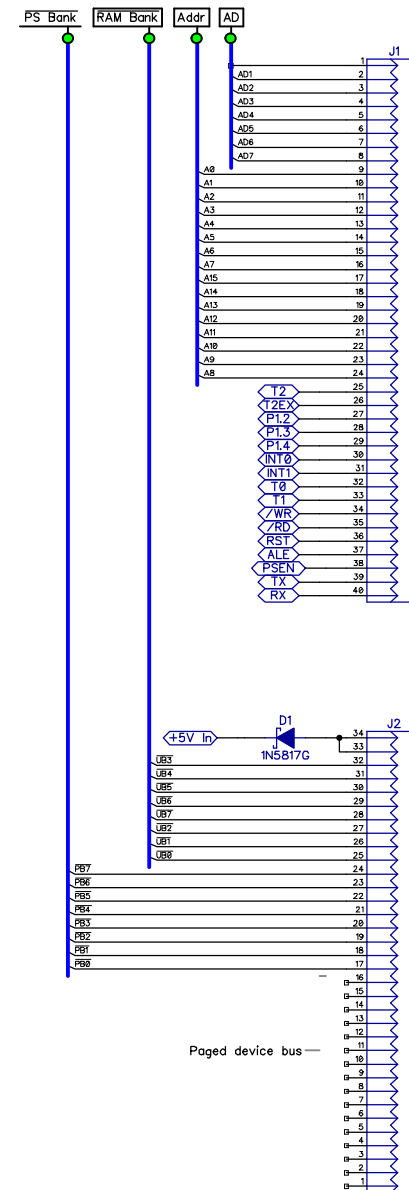 PS Bank RAM Bank Addr AD
J1
1
AD1 2
AD2 3
AD3 4
AD4 5
AD5 6
AD6 7
AD7 8
A0 9
A1 10
A2 11
A3 12
A4 13
A5 14
A6 15
A7 16
A15 17
A14 18
A13 19
A12 20
A11 21
A10 22
A9 23
A8 24
T2 25
T2EX 26
P1.2 27
P1.3 28
P1.4 29
INT0 30
INT1 31
T0 32
T1 33
/WR 34
/RD 35
RST 36
ALE 37
PSEN 38
TX 39
RX 40
D1 J2
+5V In 34
1N5817G 33
UB3 32
UB4 31
UB5 30
UB6 29
UB7 28
UB2 27
UB1 26
UB0 25
PB7 24
PB6 23
PB5 22
PB4 21
PB3 20
PB2 19
PB1 18
PB0 17
16
15
14
13
12
Paged device bus 11
10
9
8
7
6
5
4
3
2
1